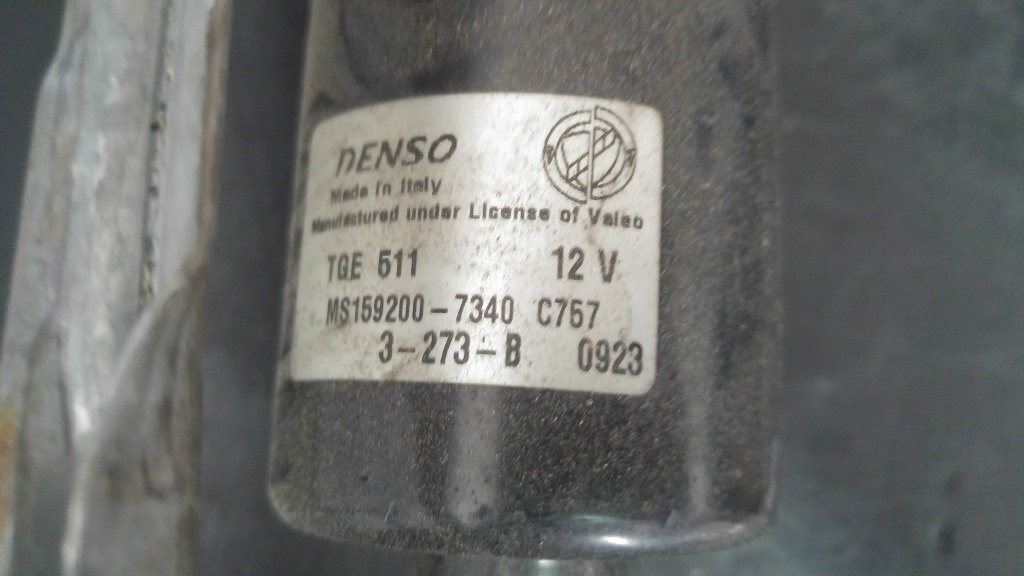 DENSO
Made in Italy
Manufactured under License of Valeo
TGE 511 12 V
MS159200-7340 C757
3-273-B 0923